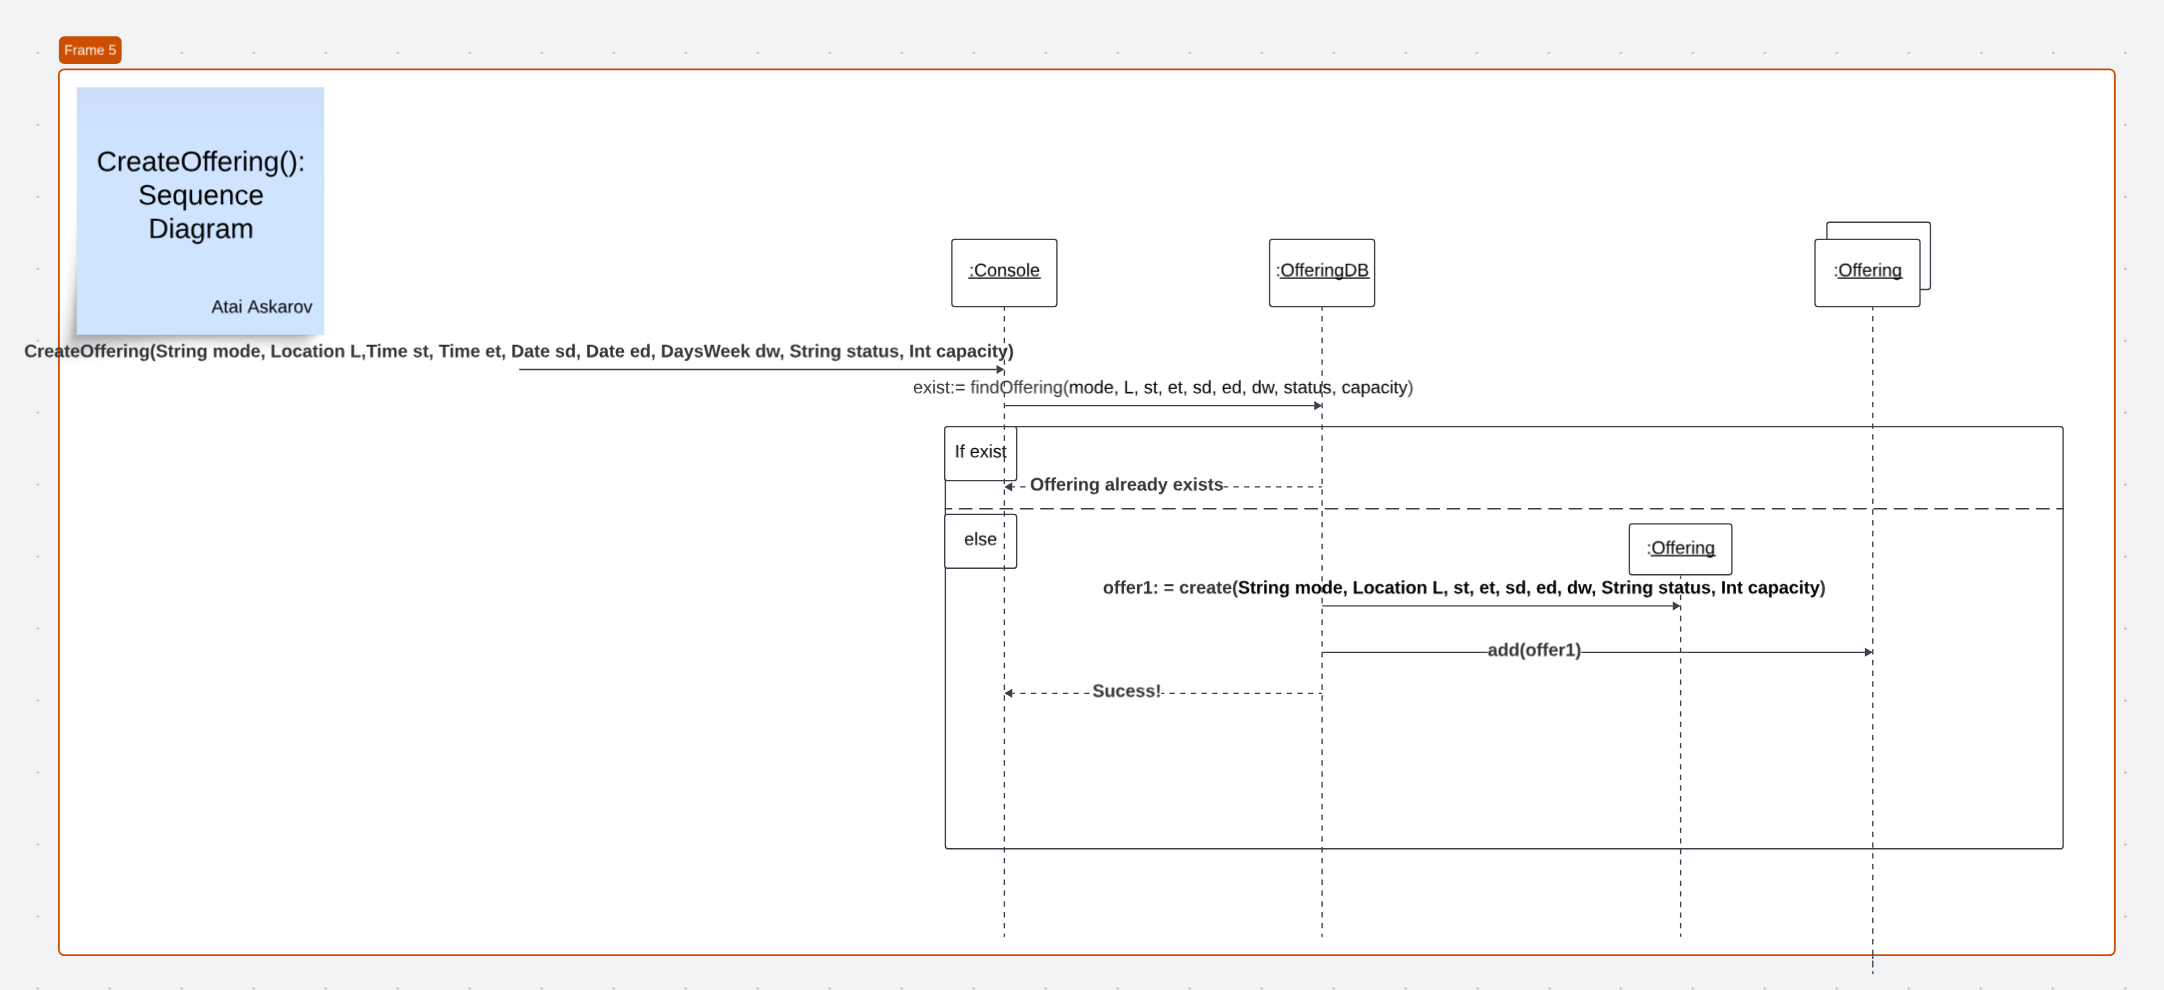 Frame 5
CreateOffering():
Sequence
Diagram
Atai Askarov
:Console
:OfferingDB
:Offering
CreateOffering(String mode, Location L,Time st, Time et, Date sd, Date ed, DaysWeek dw, String status, Int capacity)
exist:= findOffering(mode, L, st, et, sd, ed, dw, status, capacity)
If exist
Offering already exists
else
:Offering
offer1: = create(String mode, Location L, st, et, sd, ed, dw, String status, Int capacity)
add(offer1)
Sucess!